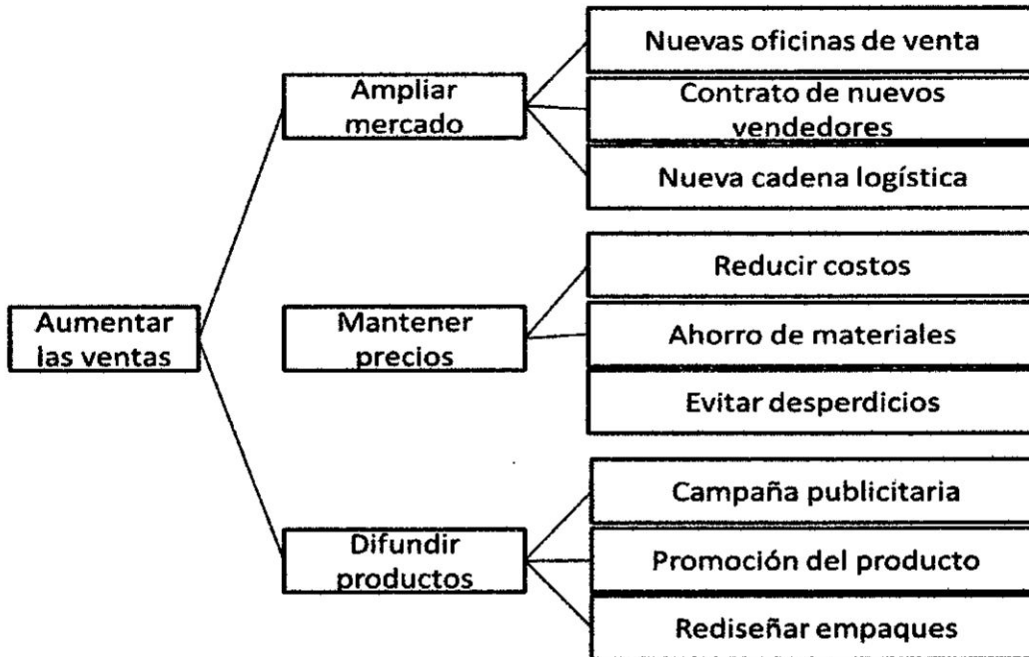 Aumentar
las ventas
Ampliar
mercado
Nuevas oficinas de venta
Contrato de nuevos
vendedores
Nueva cadena logística
Mantener
precios
Reducir costos
Ahorro de materiales
Evitar desperdicios
Difundir
productos
Campaña publicitaria
Promoción del producto
Rediseñar empaques